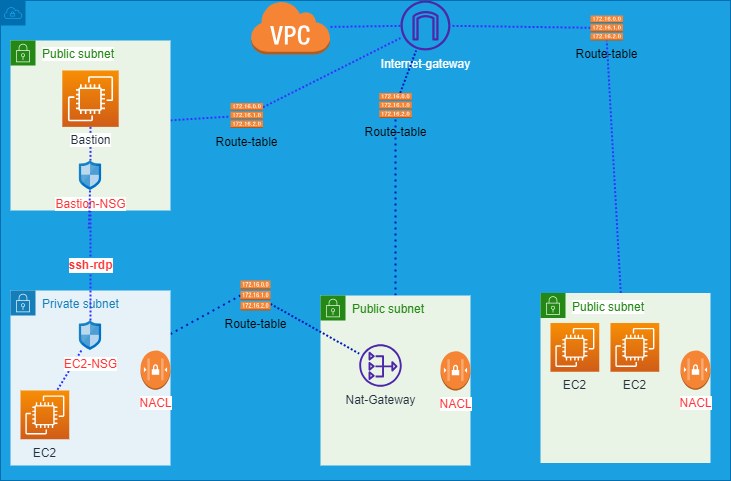 VPC
Internet-gateway
172.16.0.0
172.16.1.0
172.16.2.0
Route-table
Public subnet
Bastion
Bastion-NSG
172.16.0.0
172.16.1.0
172.16.2.0
Route-table
172.16.0.0
172.16.1.0
172.16.2.0
Route-table
ssh-rdp
Private subnet
EC2-NSG
NACL
EC2
172.16.0.0
172.16.1.0
172.16.2.0
Route-table
Public subnet
Nat-Gateway
NACL
Public subnet
EC2
EC2
NACL